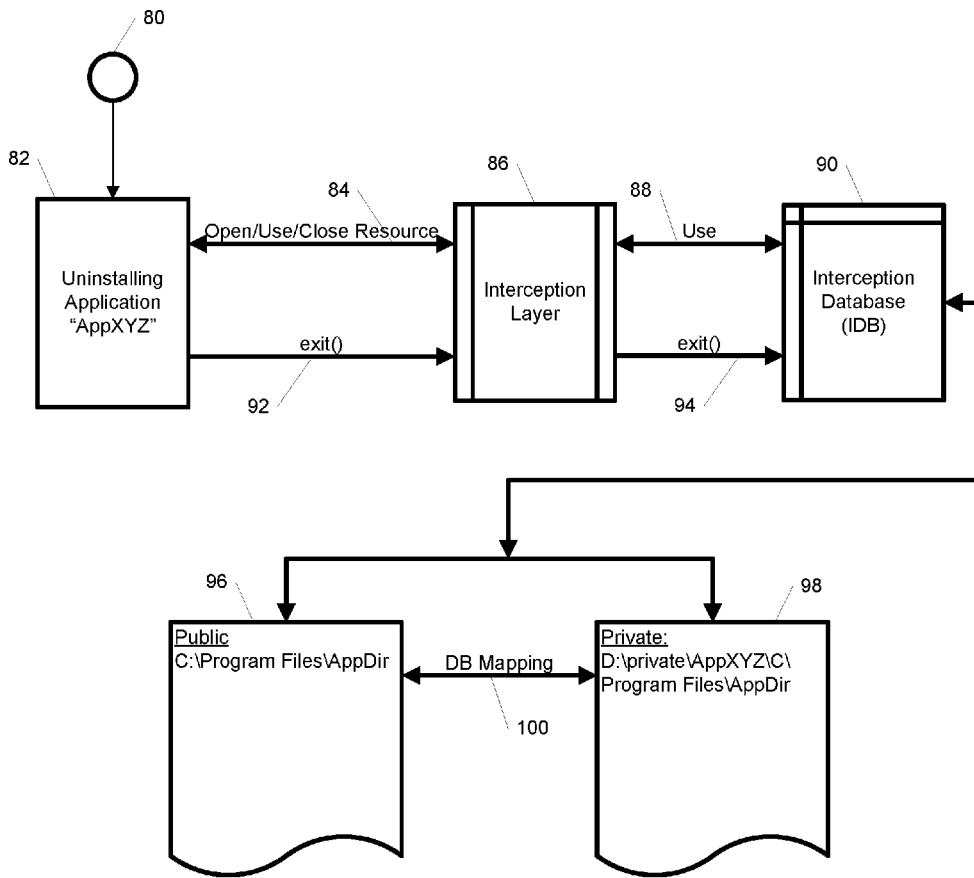 80
82
84
86
88
90
Open/Use/Close Resource
Use
Uninstalling
Application
“AppXYZ”
Interception
Layer
Interception
Database
(IDB)
exit()
exit()
92
94
96
98
Public
C:\Program Files\AppDir
DB Mapping
100
Private:
D:\private\AppXYZ\C\
Program Files\AppDir